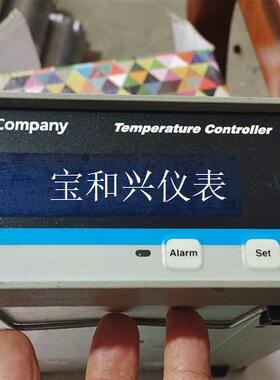 Company Temperature Controller
宝和兴仪表
Alarm Set